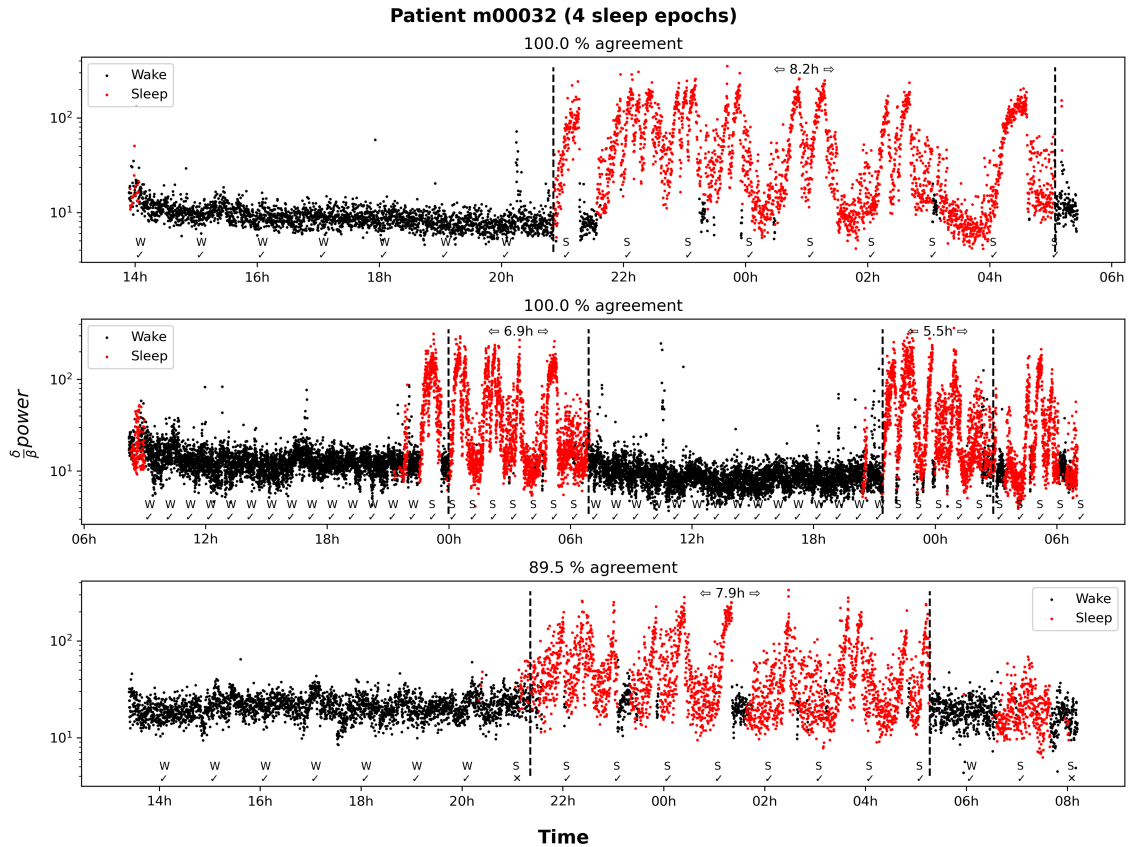 Patient m00032 (4 sleep epochs)
100.0 % agreement
Wake
Sleep
⇦ 8.2h ⇨
10²
10¹
W W W W W W W S S S S S S S S S
✓ ✓ ✓ ✓ ✓ ✓ ✓ ✓ ✓ ✓ ✓ ✓ ✓ ✓ ✓ ✓
14h 16h 18h 20h 22h 00h 02h 04h 06h
100.0 % agreement
Wake
Sleep
⇦ 6.9h ⇨ ⇦ 5.5h ⇨
10²
10¹
δ/β power
W W W W W W W W W W W W W W S S S S S S S S W W W W W W W W W W W W W W W S S S S S S S S S S
✓ ✓ ✓ ✓ ✓ ✓ ✓ ✓ ✓ ✓ ✓ ✓ ✓ ✓ ✓ ✓ ✓ ✓ ✓ ✓ ✓ ✓ ✓ ✓ ✓ ✓ ✓ ✓ ✓ ✓ ✓ ✓ ✓ ✓ ✓ ✓ ✓ ✓ ✓ ✓ ✓ ✓ ✓ ✓ ✓ ✓ ✓
06h 12h 18h 00h 06h 12h 18h 00h 06h
89.5 % agreement
⇦ 7.9h ⇨
Wake
Sleep
10²
10¹
W W W W W W W S S S S S S S S S W S S
✓ ✓ ✓ ✓ ✓ ✓ ✓ × ✓ ✓ ✓ ✓ ✓ ✓ ✓ ✓ ✓ ✓ ×
14h 16h 18h 20h 22h 00h 02h 04h 06h 08h
Time